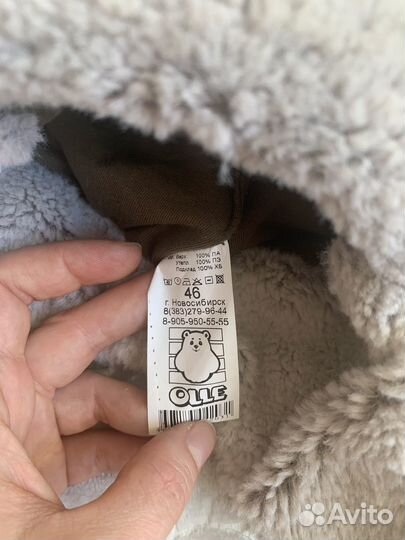 Верх 100% ПА
Утепл 100% ПЭ
Подклад 100% ХБ
46
г. Новосибирск
8(383)279-96-44
8-905-950-55-55
OLLE
Avito